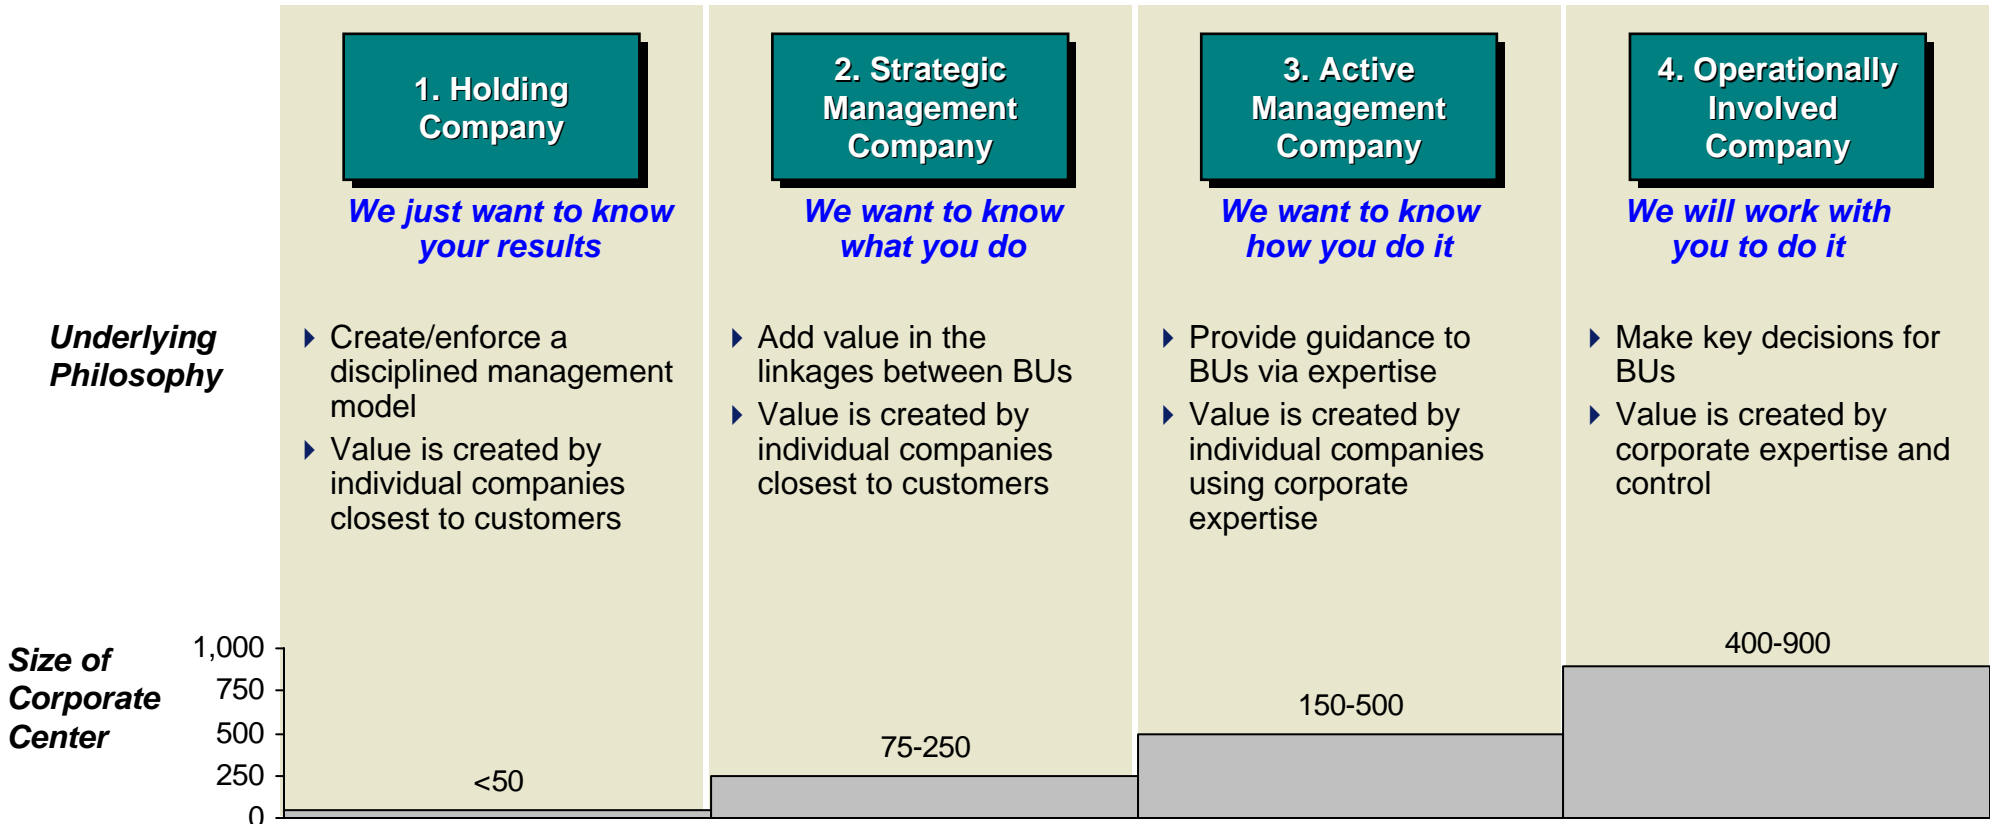 1. Holding
Company
2. Strategic
Management
Company
3. Active
Management
Company
4. Operationally
Involved
Company
We just want to know
your results
We want to know
what you do
We want to know
how you do it
We will work with
you to do it
Underlying
Philosophy
Create/enforce a
disciplined management
model
Value is created by
individual companies
closest to customers
Add value in the
linkages between BUs
Value is created by
individual companies
closest to customers
Provide guidance to
BUs via expertise
Value is created by
individual companies
using corporate
expertise
Make key decisions for
BUs
Value is created by
corporate expertise and
control
Size of
Corporate
Center
1,000
750
500
250
0
<50
75-250
150-500
400-900